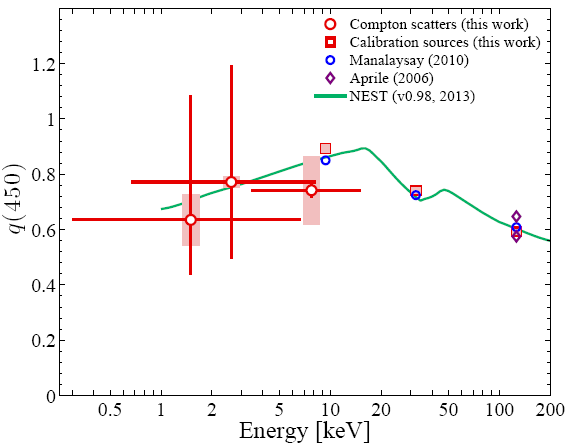 Compton scatters (this work)
Calibration sources (this work)
Manalaysay (2010)
Aprile (2006)
NEST (v0.98, 2013)
1.2
1
0.8
0.6
0.4
0.2
0
q(450)
0.5 1 2 5 10 20 50 100 200
Energy [keV]